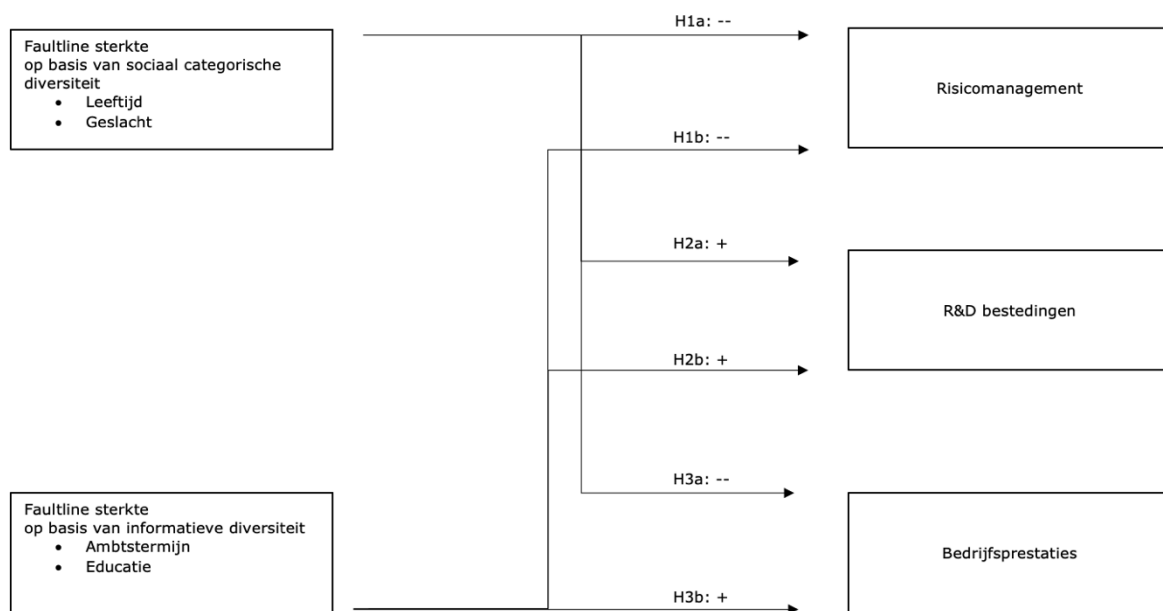 H1a: --
Faultline sterkte
op basis van sociaal categorische
diversiteit
• Leeftijd
• Geslacht
Risicomanagement
H1b: --
H2a: +
R&D bestedingen
H2b: +
H3a: --
Faultline sterkte
op basis van informatieve diversiteit
• Ambtstermijn
• Educatie
Bedrijfsprestaties
H3b: +